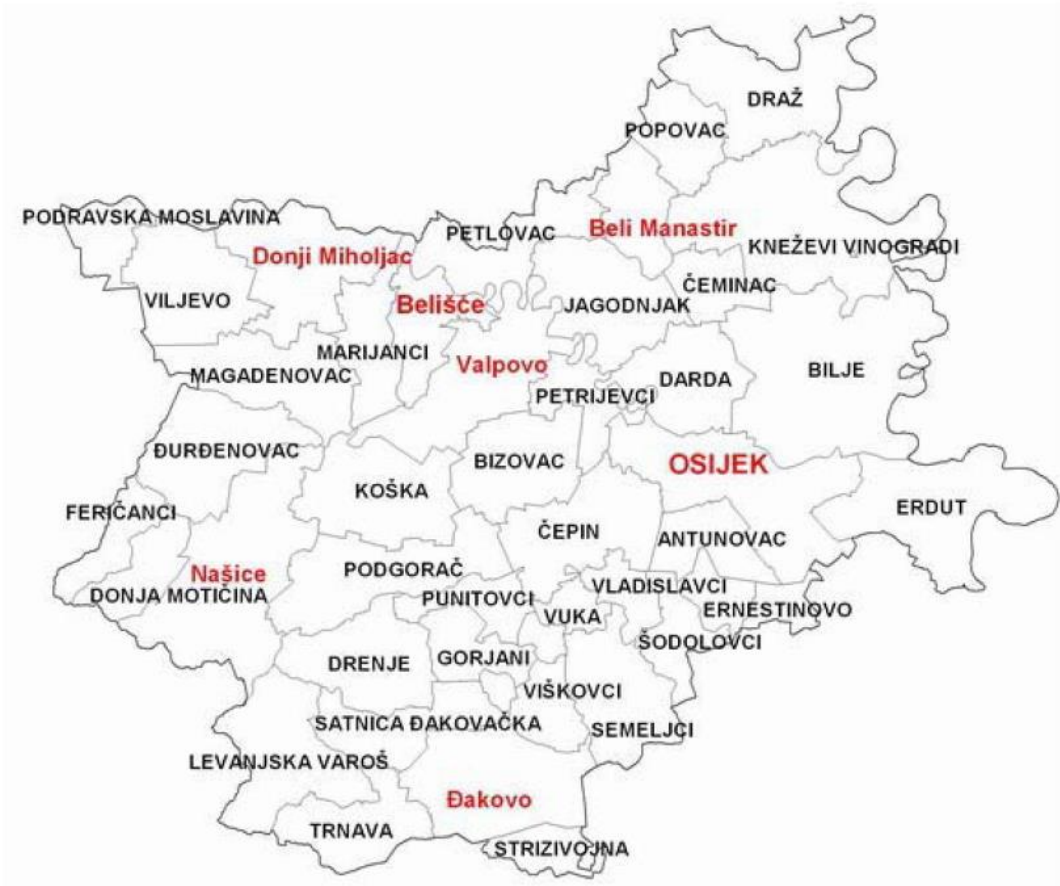 DRAŽ
POPOVAC
PODRAVSKA MOSLAVINA
Beli Manastir
PETLOVAC
KNEŽEVI VINOGRADI
Donji Miholjac
ČEMINAC
VILJEVO
Belišće
JAGODNJAK
MARIJANCI
Valpovo
BILJE
MAGADENOVAC
DARDA
PETRIJEVCI
ĐURĐENOVAC
BIZOVAC
OSIJEK
KOŠKA
ERDUT
FERIČANCI
ČEPIN
ANTUNOVAC
Našice
PODGORAČ
VLADISLAVCI
DONJA MOTIČINA
PUNITOVCI
ERNESTINOVO
VUKA
ŠODOLOVCI
DRENJE
GORJANI
VIŠKOVCI
SATNICA ĐAKOVAČKA
SEMELJCI
LEVANJSKA VAROŠ
Đakovo
TRNAVA
STRIZIVOJNA